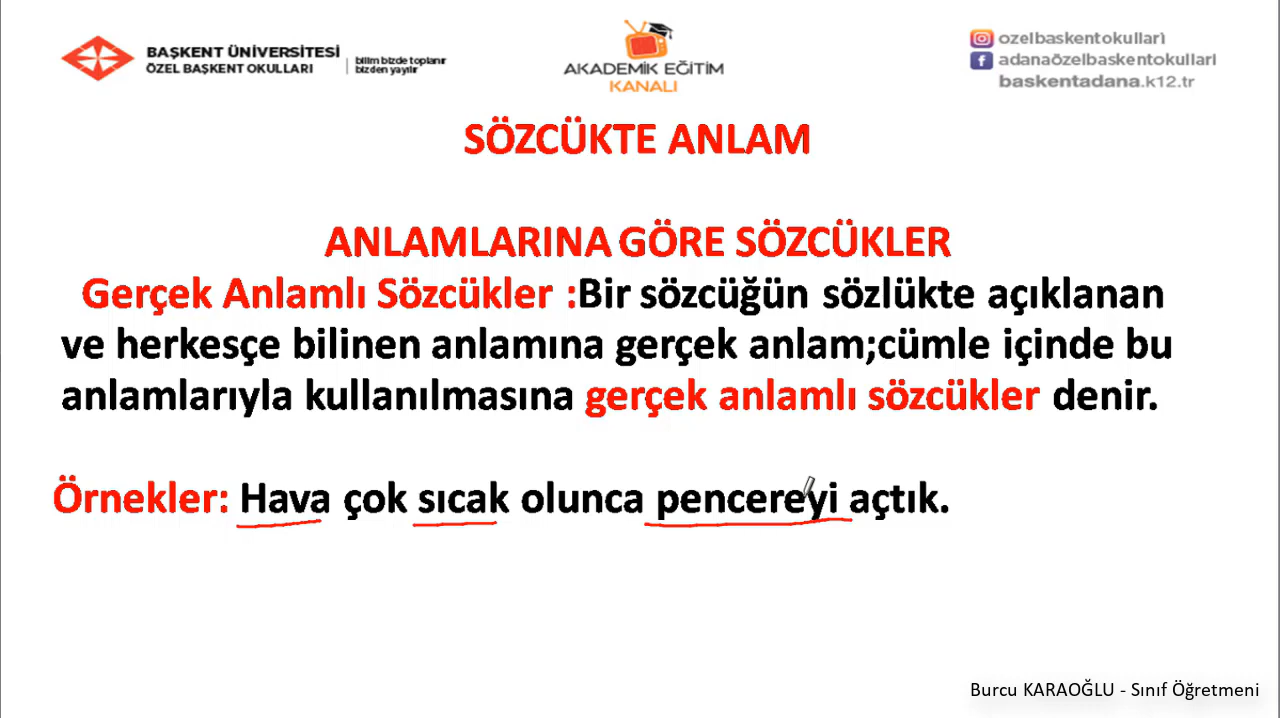 BAŞKENT ÜNİVERSİTESİ
ÖZEL BAŞKENT OKULLARI
bilim bizde toplanır
bizden yayılır
AKADEMİK EĞİTİM
KANALI
ozelbaskentokullari
adanaözelbaskentokullari
baskentadana.k12.tr
SÖZCÜKTE ANLAM
ANLAMLARINA GÖRE SÖZCÜKLER
Gerçek Anlamlı Sözcükler :Bir sözcüğün sözlükte açıklanan
ve herkesçe bilinen anlamına gerçek anlam;cümle içinde bu
anlamlarıyla kullanılmasına gerçek anlamlı sözcükler denir.
Örnekler: Hava çok sıcak olunca pencereyi açtık.
Burcu KARAOĞLU - Sınıf Öğretmeni